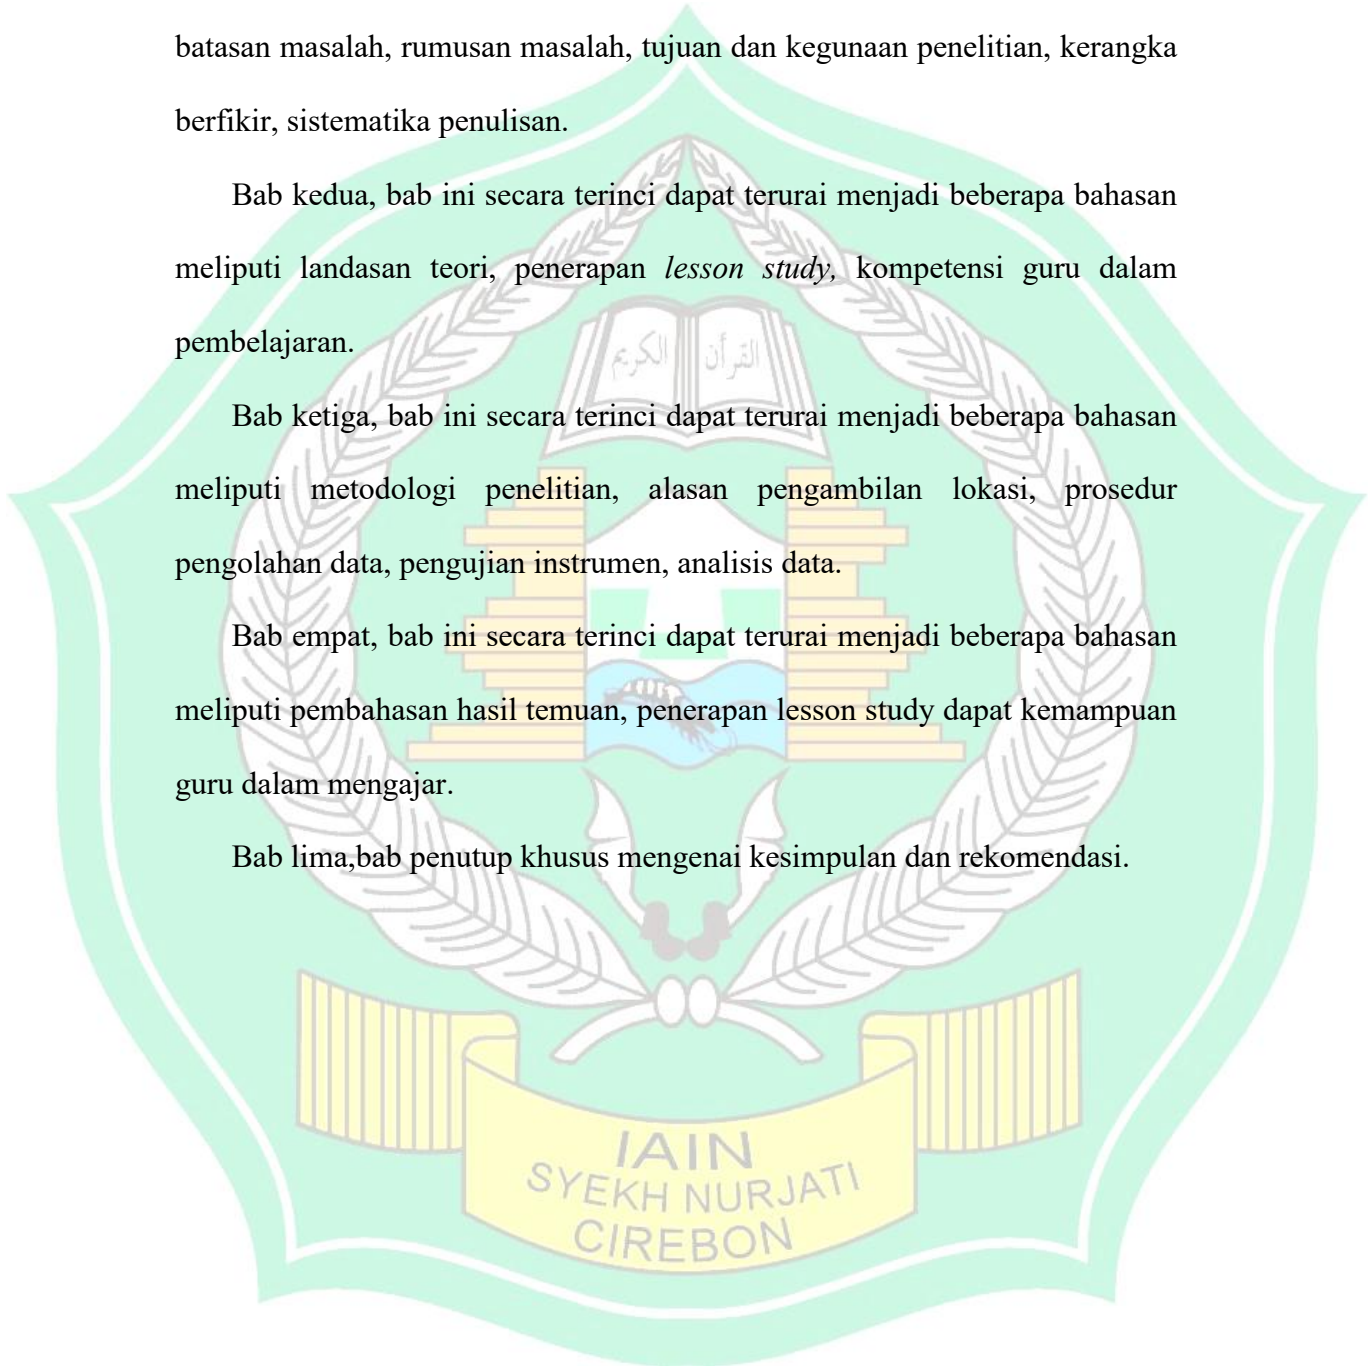 batasan masalah, rumusan masalah, tujuan dan kegunaan penelitian, kerangka
berfikir, sistematika penulisan.
Bab kedua, bab ini secara terinci dapat terurai menjadi beberapa bahasan
meliputi landasan teori, penerapan lesson study, kompetensi guru dalam
pembelajaran.
القرآن الكريم
Bab ketiga, bab ini secara terinci dapat terurai menjadi beberapa bahasan
meliputi metodologi penelitian, alasan pengambilan lokasi, prosedur
pengolahan data, pengujian instrumen, analisis data.
Bab empat, bab ini secara terinci dapat terurai menjadi beberapa bahasan
meliputi pembahasan hasil temuan, penerapan lesson study dapat kemampuan
guru dalam mengajar.
Bab lima,bab penutup khusus mengenai kesimpulan dan rekomendasi.
IAIN
SYEKH NURJATI
CIREBON